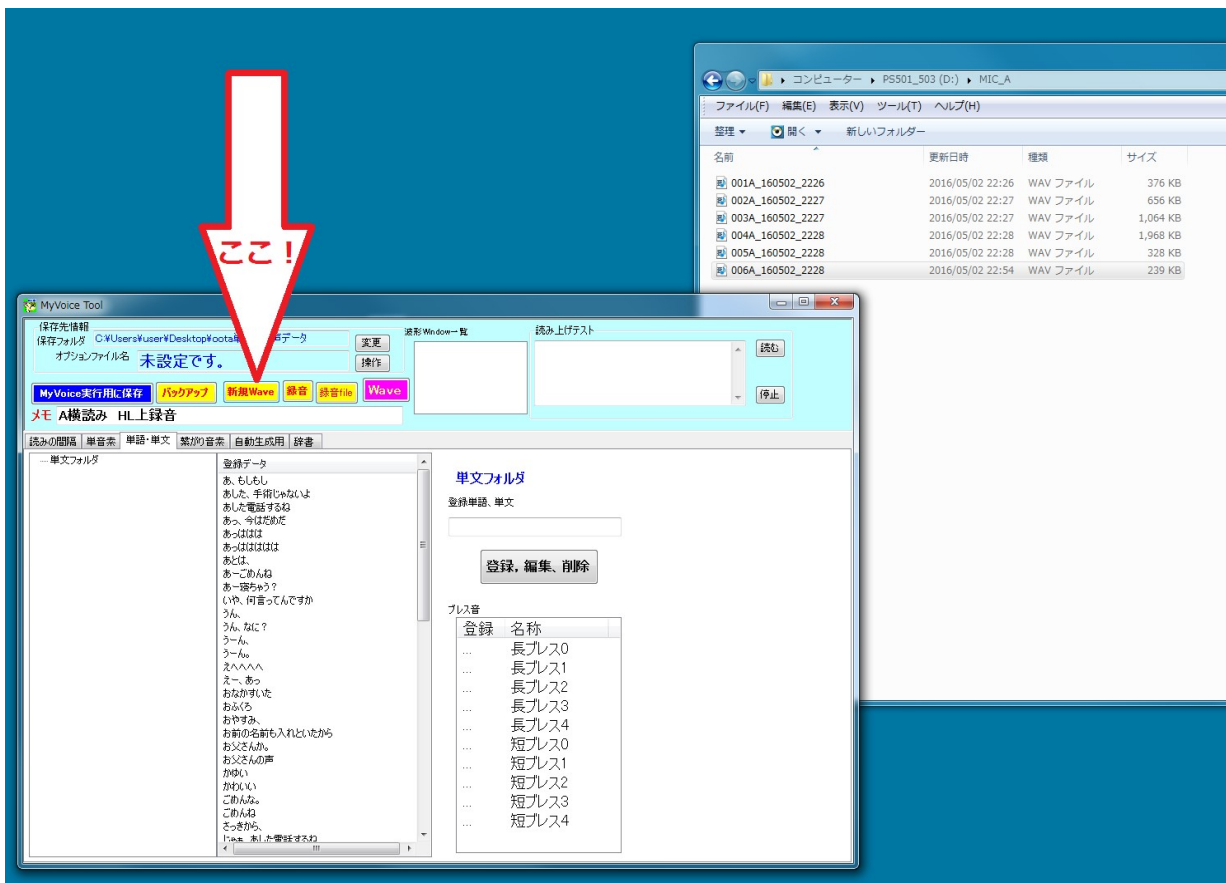 コンピューター ▸ PS501_503 (D:) ▸ MIC_A
ファイル(F) 編集(E) 表示(V) ツール(T) ヘルプ(H)
整理 開く 新しいフォルダー
名前 更新日時 種類 サイズ
001A_160502_2226 2016/05/02 22:26 WAV ファイル 376 KB
002A_160502_2227 2016/05/02 22:27 WAV ファイル 656 KB
003A_160502_2227 2016/05/02 22:27 WAV ファイル 1,064 KB
004A_160502_2228 2016/05/02 22:28 WAV ファイル 1,968 KB
005A_160502_2228 2016/05/02 22:28 WAV ファイル 328 KB
006A_160502_2228 2016/05/02 22:54 WAV ファイル 239 KB
ここ！
MyVoice Tool
保存先情報
保存フォルダ C:¥Users¥user¥Desktop¥oota データ 変更
オプションファイル名 未設定です。 操作
波形Window一覧 読み上げテスト 読む 停止
MyVoice実行用に保存 バックアップ 新規Wave 録音 録音file Wave
メモ A横読み HL上録音
読みの間隔 単音素 単語・単文 繋がり音素 自動生成用 辞書
単文フォルダ
登録データ
あ、もしもし
あした、手術じゃないよ
あした電話するね
あっ、今はだめだ
あっははは
あっははははは
あとは、
あーごめんね
あー寝ちゃう？
いや、何言ってんですか
うん、
うん、なに？
うーん、
うーん。
えへへへへ
えー、あっ
おなかすいた
おふくろ
おやすみ、
お前の名前も入れといたから
お父さんか。
お父さんの声
かゆい
かわいい
ごめんな。
ごめんね
さっきから、
じゃぁ、あした電話するね
単文フォルダ
登録単語、単文
登録，編集、削除
ブレス音
登録 名称
... 長ブレス0
... 長ブレス1
... 長ブレス2
... 長ブレス3
... 長ブレス4
... 短ブレス0
... 短ブレス1
... 短ブレス2
... 短ブレス3
... 短ブレス4